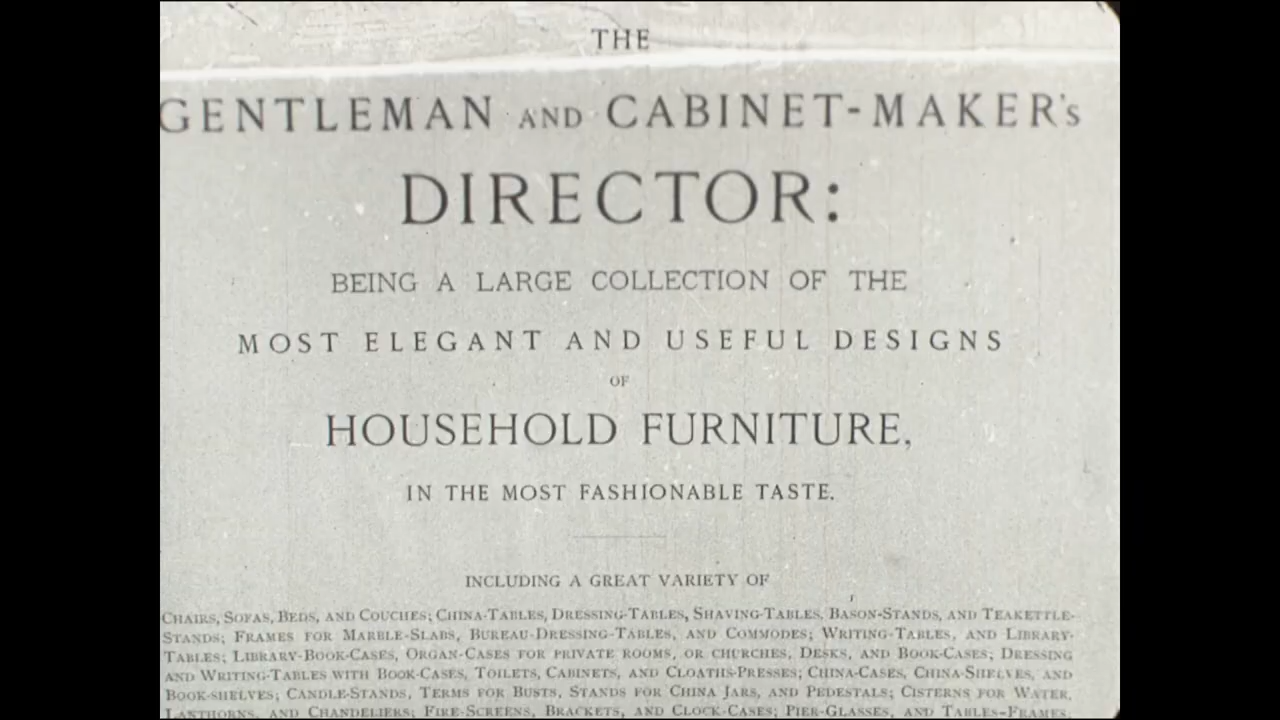 THE
GENTLEMAN AND CABINET-MAKER's
DIRECTOR:
BEING A LARGE COLLECTION OF THE
MOST ELEGANT AND USEFUL DESIGNS
OF
HOUSEHOLD FURNITURE,
IN THE MOST FASHIONABLE TASTE.
INCLUDING A GREAT VARIETY OF
CHAIRS, SOFAS, BEDS, AND COUCHES; CHINA-TABLES, DRESSING-TABLES, SHAVING-TABLES, BASON-STANDS, AND TEAKETTLE-
STANDS; FRAMES FOR MARBLE-SLABS, BUREAU-DRESSING-TABLES, AND COMMODES; WRITING-TABLES, AND LIBRARY-
TABLES; LIBRARY-BOOK-CASES, ORGAN-CASES FOR PRIVATE ROOMS, OR CHURCHES, DESKS, AND BOOK-CASES; DRESSING
AND WRITING-TABLES WITH BOOK-CASES, TOILETS, CABINETS, AND CLOATHS-PRESSES; CHINA-CASES, CHINA-SHELVES, AND
BOOK-SHELVES; CANDLE-STANDS, TERMS FOR BUSTS, STANDS FOR CHINA JARS, AND PEDESTALS; CISTERNS FOR WATER,
LANTHORNS, AND CHANDELIERS; FIRE-SCREENS, BRACKETS, AND CLOCK-CASES; PIER-GLASSES, AND TABLES-FRAMES;